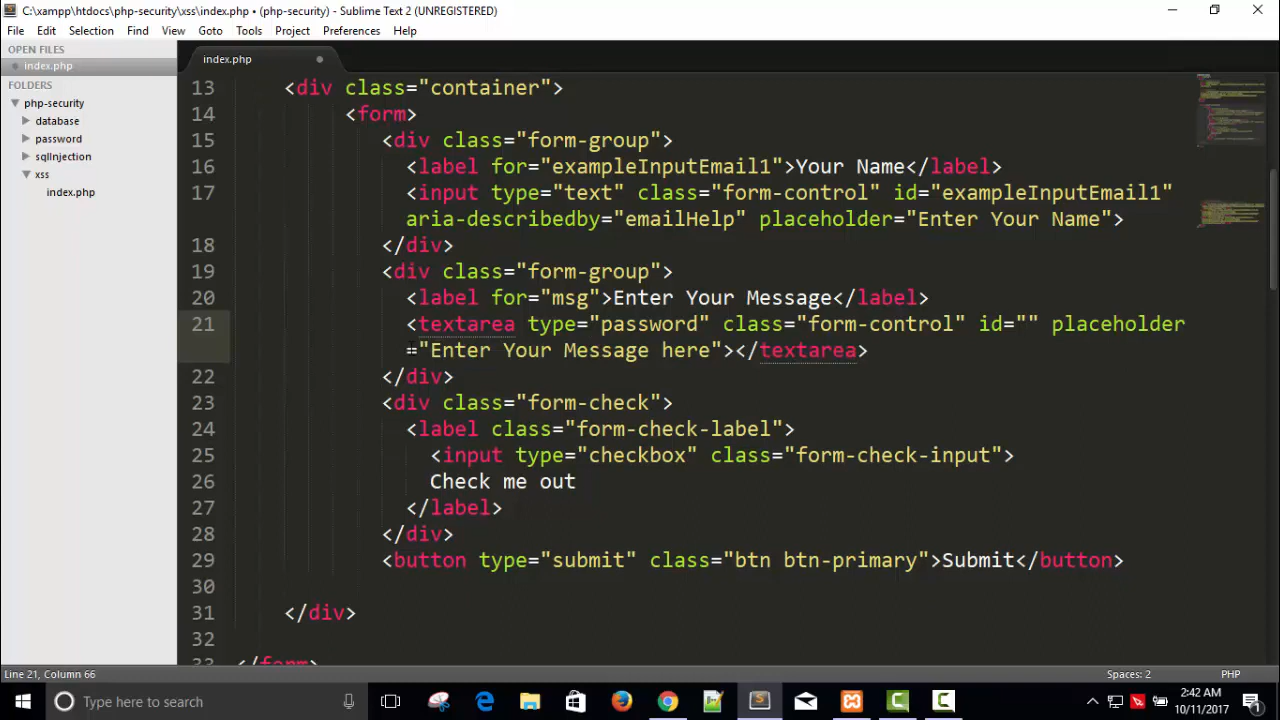 C:\xampp\htdocs\php-security\xss\index.php • (php-security) - Sublime Text 2 (UNREGISTERED)
File Edit Selection Find View Goto Tools Project Preferences Help
OPEN FILES
index.php
FOLDERS
php-security
database
password
sqlInjection
xss
index.php
index.php
13 <div class="container">
14 <form>
15 <div class="form-group">
16 <label for="exampleInputEmail1">Your Name</label>
17 <input type="text" class="form-control" id="exampleInputEmail1"
aria-describedby="emailHelp" placeholder="Enter Your Name">
18 </div>
19 <div class="form-group">
20 <label for="msg">Enter Your Message</label>
21 <textarea type="password" class="form-control" id="" placeholder
="Enter Your Message here"></textarea>
22 </div>
23 <div class="form-check">
24 <label class="form-check-label">
25 <input type="checkbox" class="form-check-input">
26 Check me out
27 </label>
28 </div>
29 <button type="submit" class="btn btn-primary">Submit</button>
30
31 </div>
32
33 </form>
Line 21, Column 66
Spaces: 2 PHP
Type here to search
2:42 AM
10/11/2017